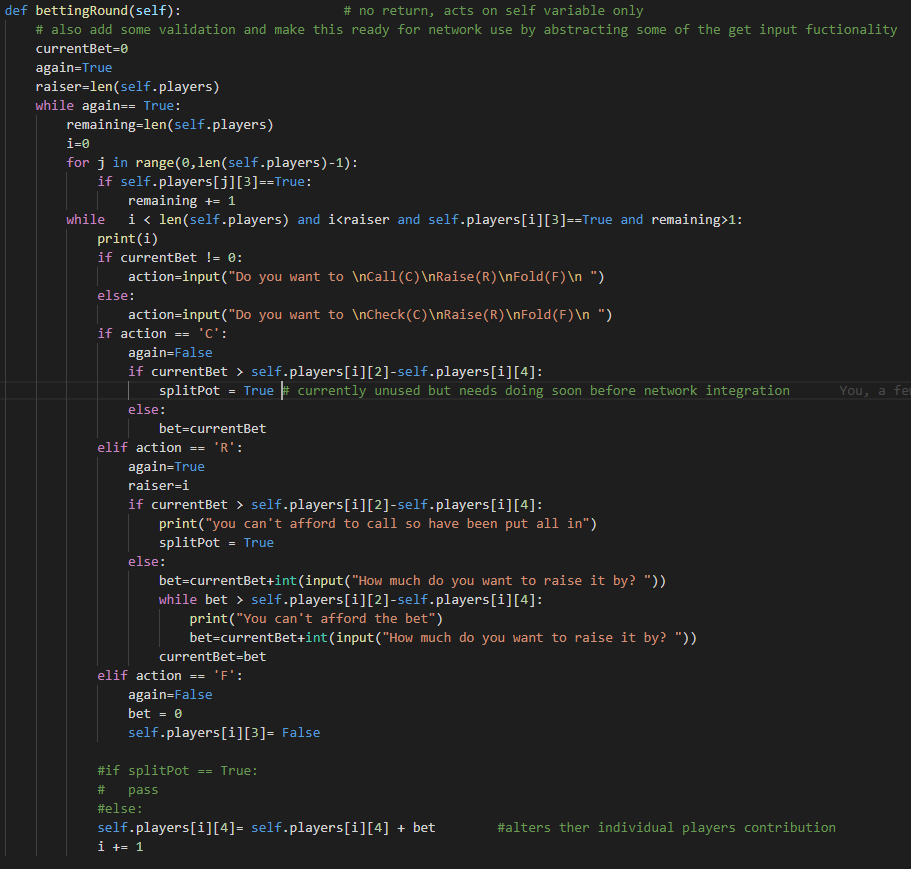 def bettingRound(self):                     # no return, acts on self variable only
    # also add some validation and make this ready for network use by abstracting some of the get input fuctionality
    currentBet=0
    again=True
    raiser=len(self.players)
    while again== True:
        remaining=len(self.players)
        i=0
        for j in range(0,len(self.players)-1):
            if self.players[j][3]==True:
                remaining += 1
        while   i < len(self.players) and i<raiser and self.players[i][3]==True and remaining>1:
            print(i)
            if currentBet != 0:
                action=input("Do you want to \nCall(C)\nRaise(R)\nFold(F)\n ")
            else:
                action=input("Do you want to \nCheck(C)\nRaise(R)\nFold(F)\n ")
            if action == 'C':
                again=False
                if currentBet > self.players[i][2]-self.players[i][4]:
                    splitPot = True # currently unused but needs doing soon before network integration      You, a
                else:
                    bet=currentBet
            elif action == 'R':
                again=True
                raiser=i
                if currentBet > self.players[i][2]-self.players[i][4]:
                    print("you can't afford to call so have been put all in")
                    splitPot = True
                else:
                    bet=currentBet+int(input("How much do you want to raise it by? "))
                    while bet > self.players[i][2]-self.players[i][4]:
                        print("You can't afford the bet")
                        bet=currentBet+int(input("How much do you want to raise it by? "))
                    currentBet=bet
            elif action == 'F':
                again=False
                bet = 0
                self.players[i][3]= False

            #if splitPot == True:
            #   pass
            #else:
            self.players[i][4]= self.players[i][4] + bet        #alters ther individual players contribution
            i += 1